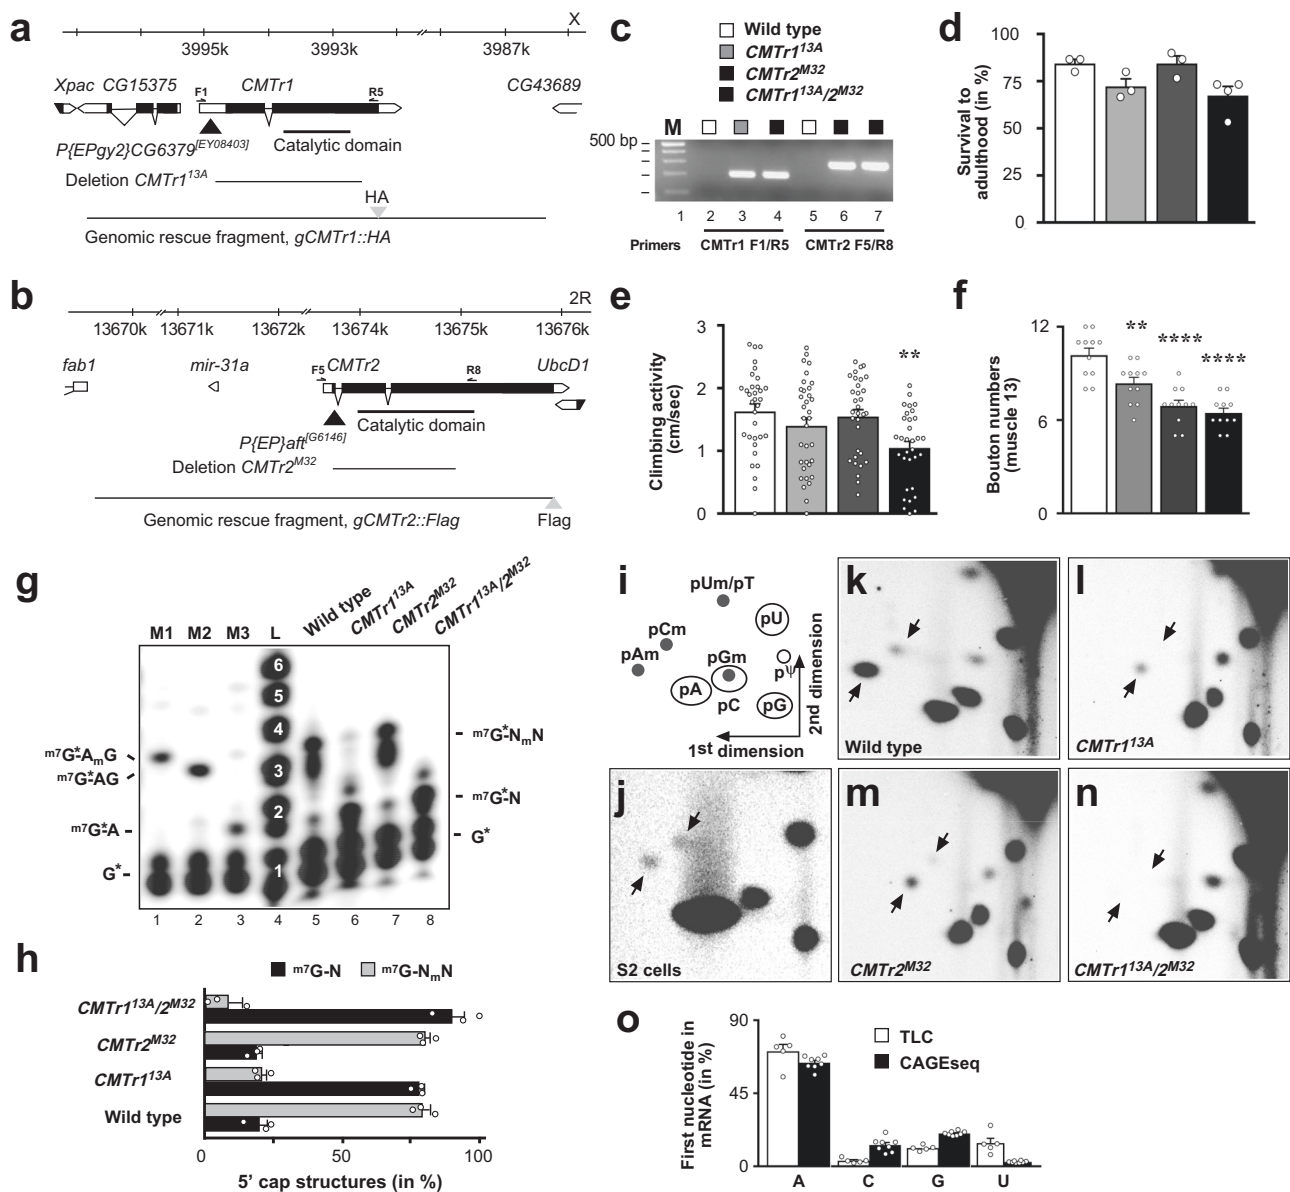 a
X
3995k 3993k 3987k
Xpac CG15375 F1 CMTr1 R5 CG43689
P{EPgy2}CG6379[EY08403] Catalytic domain
Deletion CMTr1 13A
HA
Genomic rescue fragment, gCMTr1::HA
b
2R
13670k 13671k 13672k 13674k 13675k 13676k
fab1 mir-31a F5 CMTr2 R8 UbcD1
P{EP}aft[G6146] Catalytic domain
Deletion CMTr2 M32
Genomic rescue fragment, gCMTr2::Flag Flag
c
Wild type
CMTr1 13A
CMTr2 M32
CMTr1 13A/2 M32
M
500 bp
1 2 3 4 5 6 7
Primers CMTr1 F1/R5 CMTr2 F5/R8
d
Survival to
adulthood (in %)
100
75
50
25
0
e
Climbing activity
(cm/sec)
3
2
1
0
**
f
Bouton numbers
(muscle 13)
12
6
0
** **** ****
g
M1 M2 M3 L Wild type CMTr1 13A CMTr2 M32 CMTr1 13A/2 M32
6
5
4
3
2
1
m7G*-AmG
m7G*-AG
m7G*-A
G*
m7G*-NmN
m7G*-N
G*
1 2 3 4 5 6 7 8
h
m7G-N m7G-NmN
CMTr1 13A/2 M32
CMTr2 M32
CMTr1 13A
Wild type
0 50 100
5' cap structures (in %)
i
pUm/pT
pU
pCm
pAm pGm pΨ
pA pC pG
1st dimension
2nd dimension
j
S2 cells
k
Wild type
l
CMTr1 13A
m
CMTr2 M32
n
CMTr1 13A/2 M32
o
First nucleotide in
mRNA (in %)
90
45
0
TLC
CAGEseq
A C G U